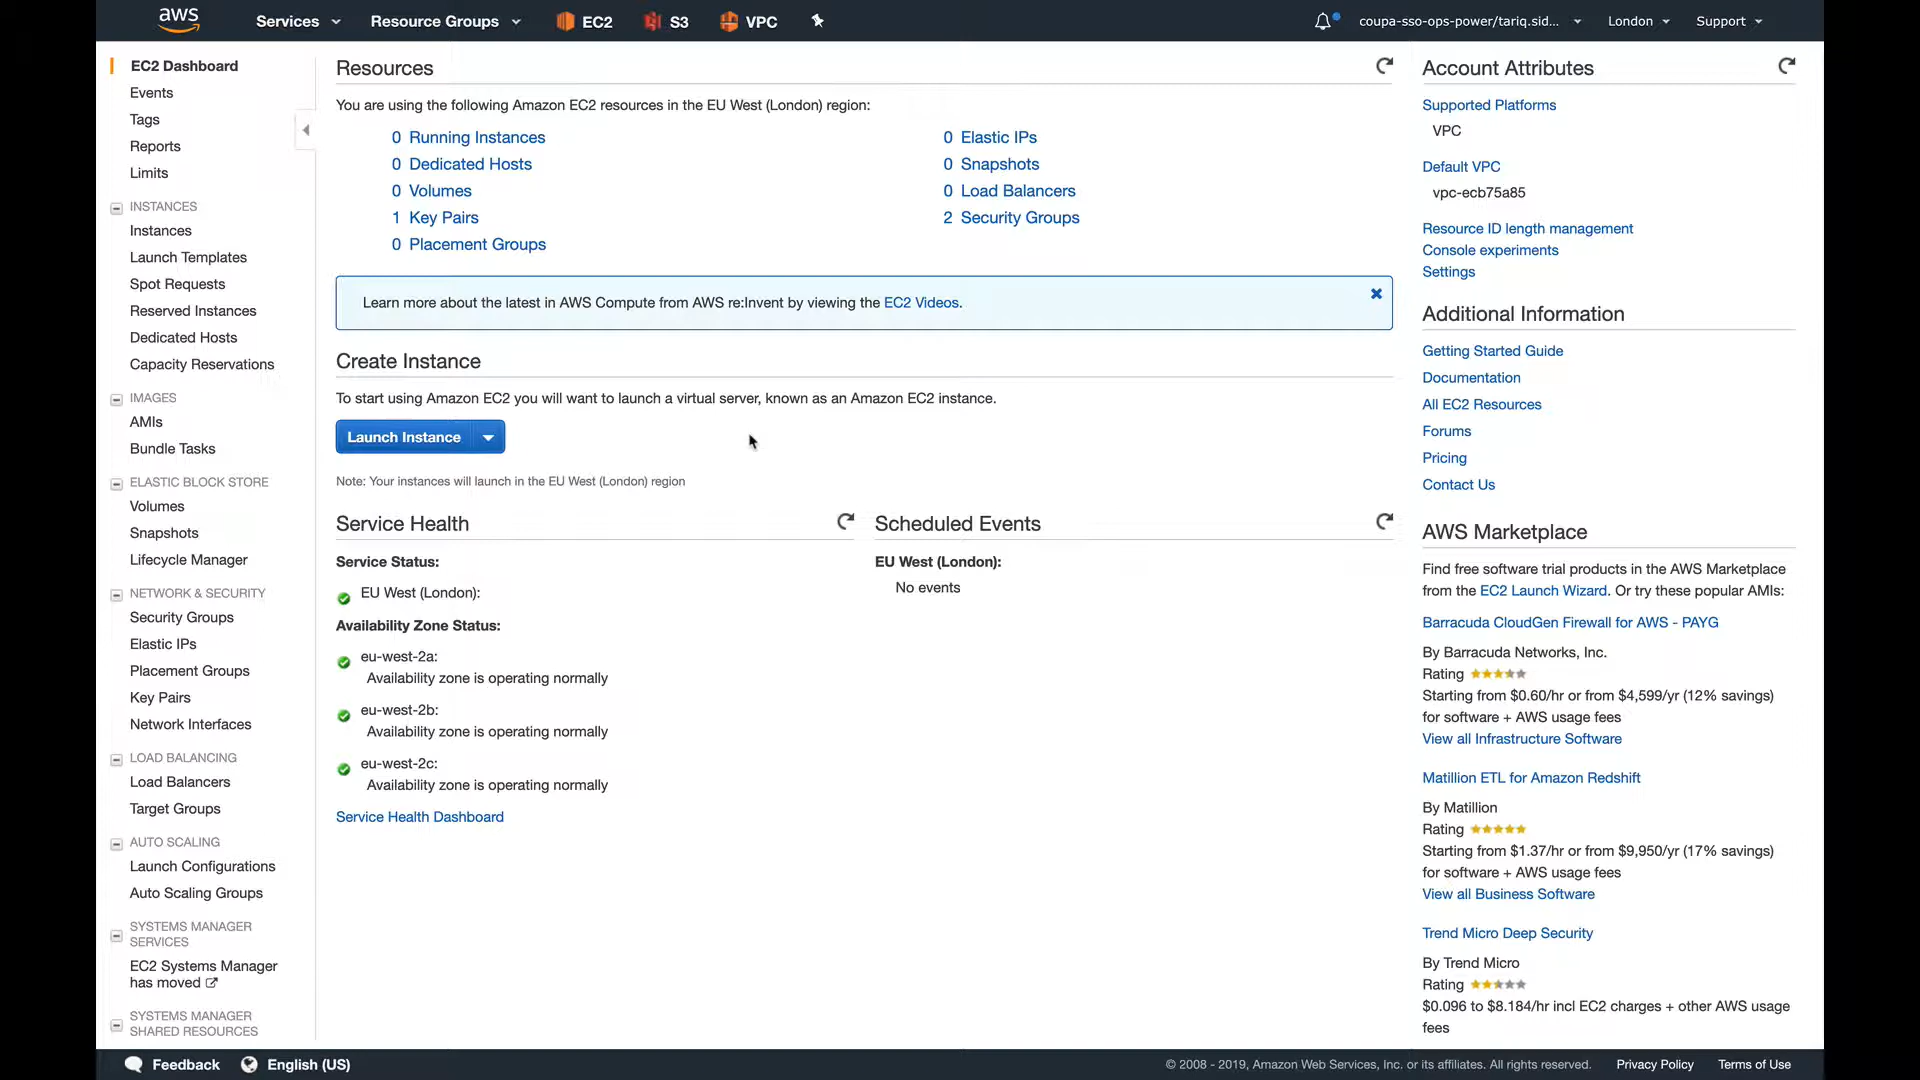 aws
Services
Resource Groups
EC2
S3
VPC
coupa-sso-ops-power/tariq.sid...
London
Support
EC2 Dashboard
Events
Tags
Reports
Limits
INSTANCES
Instances
Launch Templates
Spot Requests
Reserved Instances
Dedicated Hosts
Capacity Reservations
IMAGES
AMIs
Bundle Tasks
ELASTIC BLOCK STORE
Volumes
Snapshots
Lifecycle Manager
NETWORK & SECURITY
Security Groups
Elastic IPs
Placement Groups
Key Pairs
Network Interfaces
LOAD BALANCING
Load Balancers
Target Groups
AUTO SCALING
Launch Configurations
Auto Scaling Groups
SYSTEMS MANAGER
SERVICES
EC2 Systems Manager
has moved
SYSTEMS MANAGER
SHARED RESOURCES
Resources
You are using the following Amazon EC2 resources in the EU West (London) region:
0 Running Instances
0 Dedicated Hosts
0 Volumes
1 Key Pairs
0 Placement Groups
0 Elastic IPs
0 Snapshots
0 Load Balancers
2 Security Groups
Learn more about the latest in AWS Compute from AWS re:Invent by viewing the EC2 Videos.
Create Instance
To start using Amazon EC2 you will want to launch a virtual server, known as an Amazon EC2 instance.
Launch Instance
Note: Your instances will launch in the EU West (London) region
Service Health
Service Status:
EU West (London):
Availability Zone Status:
eu-west-2a:
Availability zone is operating normally
eu-west-2b:
Availability zone is operating normally
eu-west-2c:
Availability zone is operating normally
Service Health Dashboard
Scheduled Events
EU West (London):
No events
Account Attributes
Supported Platforms
VPC
Default VPC
vpc-ecb75a85
Resource ID length management
Console experiments
Settings
Additional Information
Getting Started Guide
Documentation
All EC2 Resources
Forums
Pricing
Contact Us
AWS Marketplace
Find free software trial products in the AWS Marketplace
from the EC2 Launch Wizard. Or try these popular AMIs:
Barracuda CloudGen Firewall for AWS - PAYG
By Barracuda Networks, Inc.
Rating
Starting from $0.60/hr or from $4,599/yr (12% savings)
for software + AWS usage fees
View all Infrastructure Software
Matillion ETL for Amazon Redshift
By Matillion
Rating
Starting from $1.37/hr or from $9,950/yr (17% savings)
for software + AWS usage fees
View all Business Software
Trend Micro Deep Security
By Trend Micro
Rating
$0.096 to $8.184/hr incl EC2 charges + other AWS usage
fees
Feedback
English (US)
© 2008 - 2019, Amazon Web Services, Inc. or its affiliates. All rights reserved.
Privacy Policy
Terms of Use